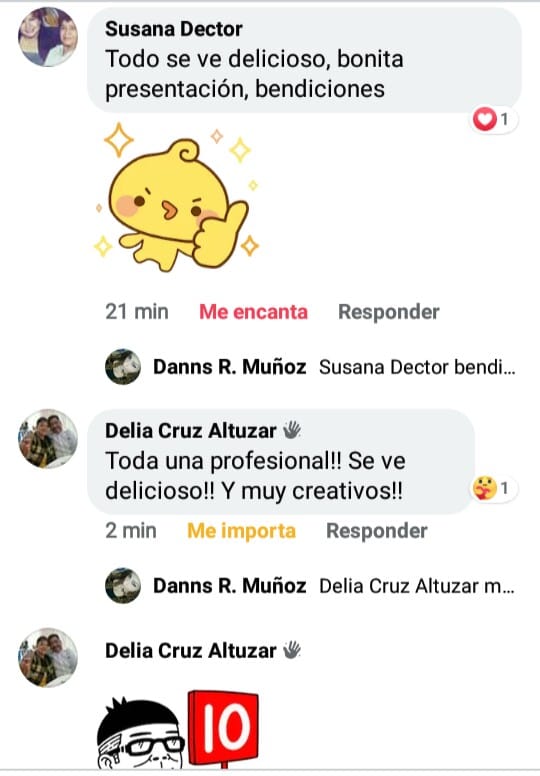 Susana Dector
Todo se ve delicioso, bonita
presentación, bendiciones
1
21 min Me encanta Responder
Danns R. Muñoz Susana Dector bendi...
Delia Cruz Altuzar
Toda una profesional!! Se ve
delicioso!! Y muy creativos!!
1
2 min Me importa Responder
Danns R. Muñoz Delia Cruz Altuzar m...
Delia Cruz Altuzar
10